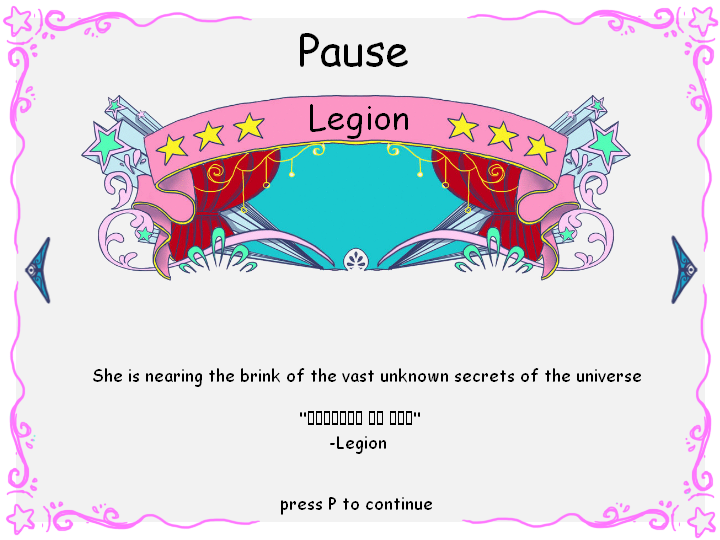 Pause
Legion
She is nearing the brink of the vast unknown secrets of the universe
"▯▯▯▯▯▯▯ ▯▯ ▯▯▯"
-Legion
press P to continue